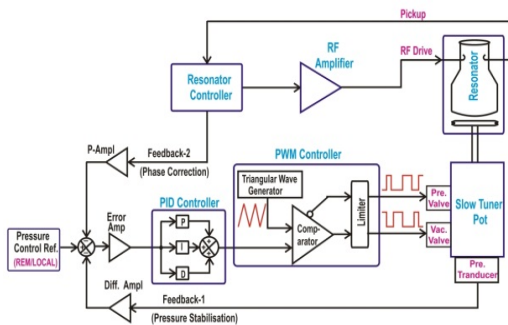 Pickup
RF
Amplifier
RF Drive
Resonator
Resonator
Controller
P-Ampl
Feedback-2
(Phase Correction)
PWM Controller
Triangular Wave
Generator
PID Controller
Error
Amp
P
I
D
Comp-
arator
Limiter
Pre.
Valve
Vac.
Valve
Slow Tuner
Pot
Pressure
Control Ref.
(REM/LOCAL)
Diff. Ampl
Feedback-1
(Pressure Stabilisation)
Pre.
Tranducer